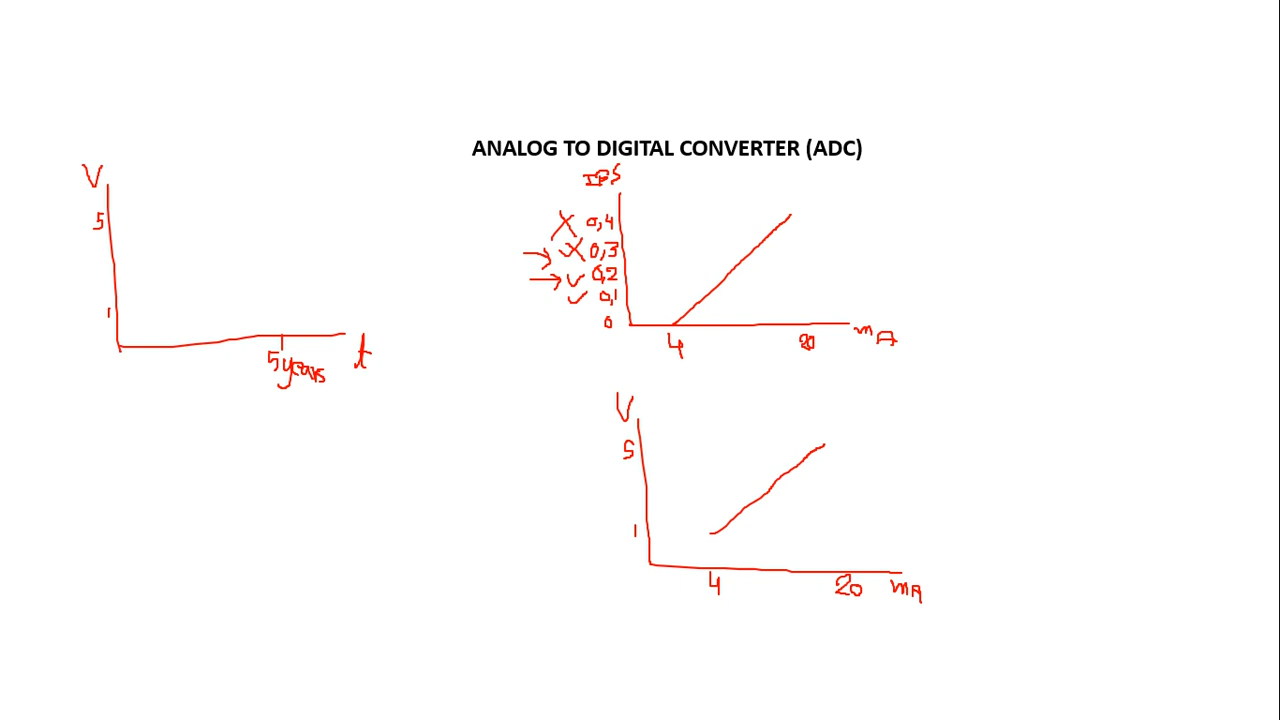 ANALOG TO DIGITAL CONVERTER (ADC)
V
5
1
5 years
t
IPS
0,4
0,3
0,2
0,1
0
4
20
mA
V
5
1
4
20
mA